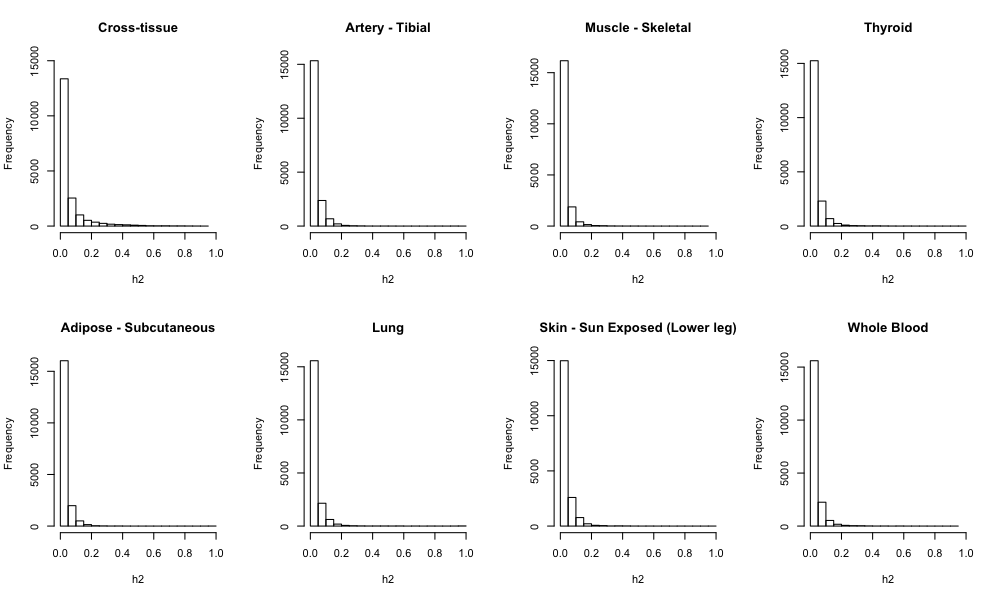 Cross-tissue
Frequency
0 5000 10000 15000
0.0 0.2 0.4 0.6 0.8 1.0
h2
Artery - Tibial
Frequency
0 5000 10000 15000
0.0 0.2 0.4 0.6 0.8 1.0
h2
Muscle - Skeletal
Frequency
0 5000 10000 15000
0.0 0.2 0.4 0.6 0.8 1.0
h2
Thyroid
Frequency
0 5000 10000 15000
0.0 0.2 0.4 0.6 0.8 1.0
h2
Adipose - Subcutaneous
Frequency
0 5000 10000 15000
0.0 0.2 0.4 0.6 0.8 1.0
h2
Lung
Frequency
0 5000 10000 15000
0.0 0.2 0.4 0.6 0.8 1.0
h2
Skin - Sun Exposed (Lower leg)
Frequency
0 5000 10000 15000
0.0 0.2 0.4 0.6 0.8 1.0
h2
Whole Blood
Frequency
0 5000 10000 15000
0.0 0.2 0.4 0.6 0.8 1.0
h2